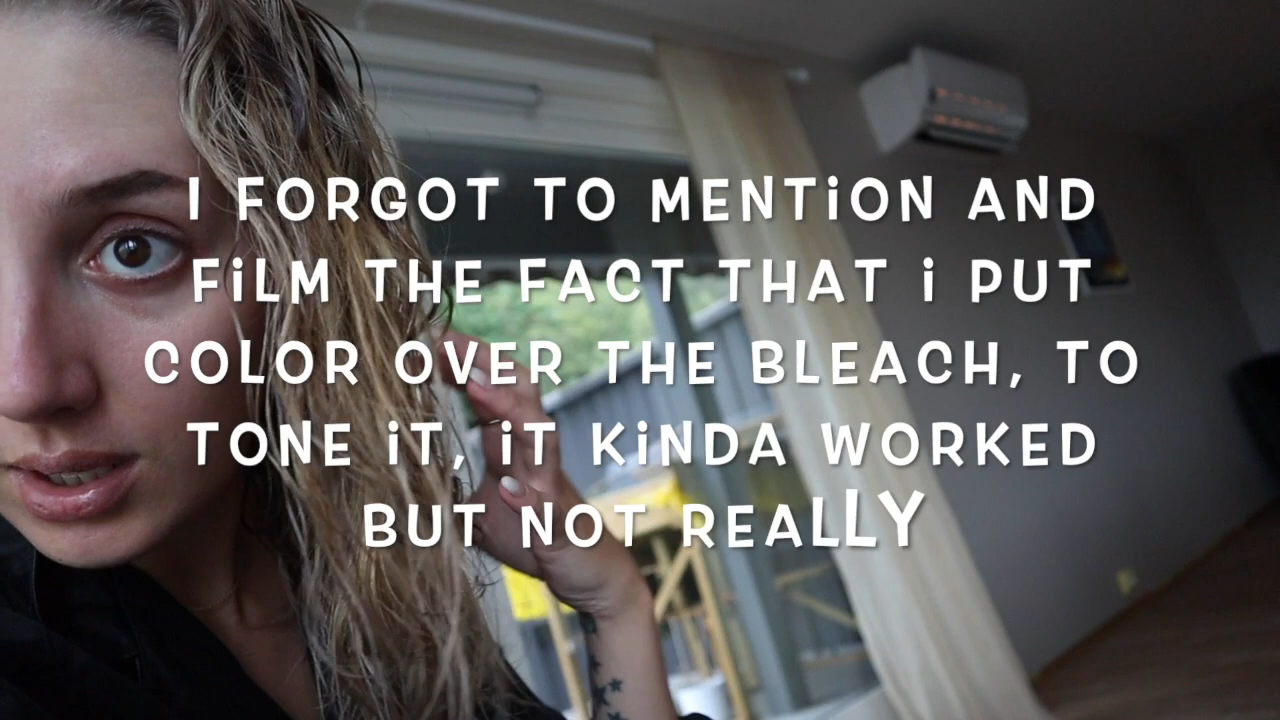 I FORGOT TO MENTiON AND
FiLM THE FACT THAT i PUT
COLOR OVER THE BLEACH, TO
TONE iT, iT KiNDA WORKED
BUT NOT REALLY